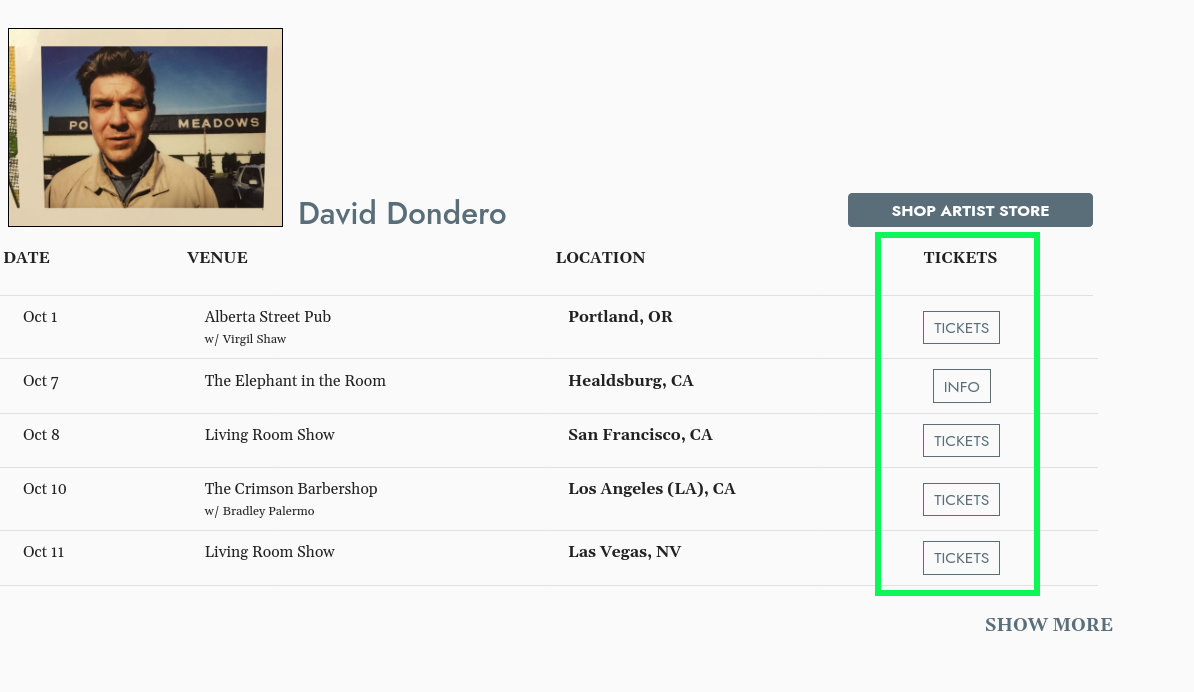 PO MEADOWS
David Dondero
SHOP ARTIST STORE
DATE VENUE LOCATION TICKETS
Oct 1 Alberta Street Pub Portland, OR TICKETS
w/ Virgil Shaw
Oct 7 The Elephant in the Room Healdsburg, CA INFO
Oct 8 Living Room Show San Francisco, CA TICKETS
Oct 10 The Crimson Barbershop Los Angeles (LA), CA TICKETS
w/ Bradley Palermo
Oct 11 Living Room Show Las Vegas, NV TICKETS
SHOW MORE